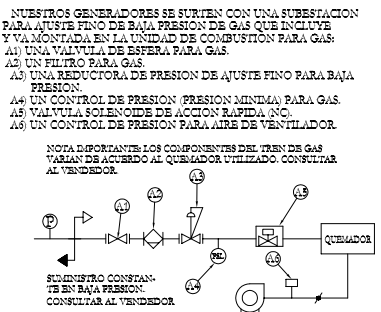 NUESTROS GENERADORES SE SURTEN CON UNA SUBESTACION
PARA AJUSTE FINO DE BAJA PRESION DE GAS QUE INCLUYE
Y VA MONTADA EN LA UNIDAD DE COMBUSTION PARA GAS:
A1) UNA VALVULA DE ESFERA PARA GAS.
A2) UN FILTRO PARA GAS.
A3) UNA REDUCTORA DE PRESION DE AJUSTE FINO PARA BAJA
PRESION.
A4) UN CONTROL DE PRESION (PRESION MINIMA) PARA GAS.
A5) VALVULA SOLENOIDE DE ACCION RAPIDA (NC).
A6) UN CONTROL DE PRESION PARA AIRE DE VENTILADOR.
NOTA IMPORTANTE: LOS COMPONENTES DEL TREN DE GAS
VARIAN DE ACUERDO AL QUEMADOR UTILIZADO. CONSULTAR
AL VENDEDOR.
A3
A2
A5
A1
P
QUEMADOR
PSL
A6
A4
SUMINISTRO CONSTAN-
TE EN BAJA PRESION.
CONSULTAR AL VENDEDOR